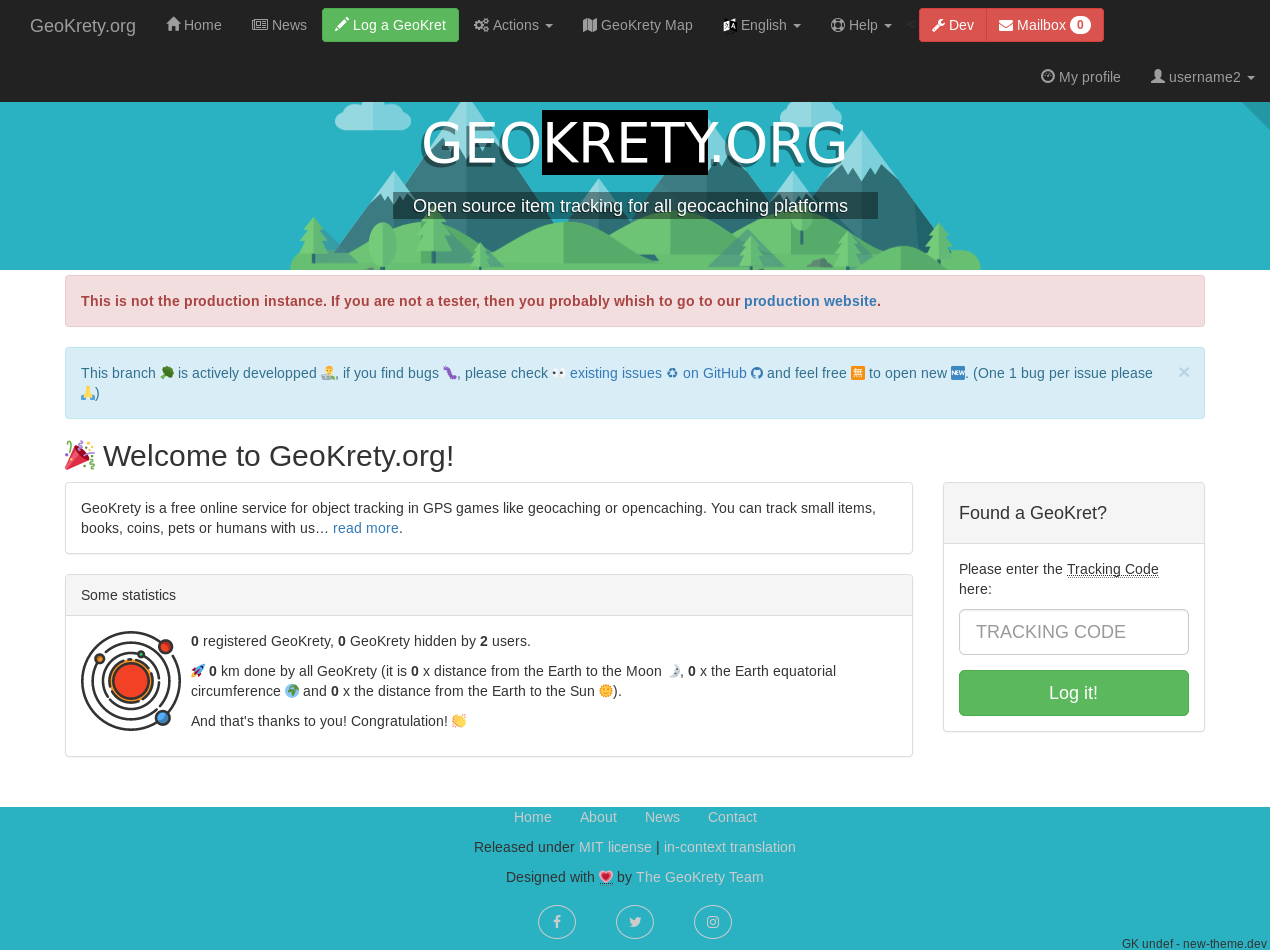 GeoKrety.org Home News Log a GeoKret Actions GeoKrety Map English Help Dev Mailbox 0
My profile username2
GEOKRETY.ORG
Open source item tracking for all geocaching platforms
This is not the production instance. If you are not a tester, then you probably whish to go to our production website.
This branch 🌳 is actively developped 👨‍💻, if you find bugs 🐛, please check 👀 existing issues ♻ on GitHub and feel free 🈚 to open new 🆕. (One 1 bug per issue please ×
🙏)
🎉 Welcome to GeoKrety.org!
GeoKrety is a free online service for object tracking in GPS games like geocaching or opencaching. You can track small items,
books, coins, pets or humans with us… read more.
Some statistics
0 registered GeoKrety, 0 GeoKrety hidden by 2 users.
🚀 0 km done by all GeoKrety (it is 0 x distance from the Earth to the Moon 🌛, 0 x the Earth equatorial
circumference 🌍 and 0 x the distance from the Earth to the Sun 🌞).
And that's thanks to you! Congratulation! 👏
Found a GeoKret?
Please enter the Tracking Code
here:
TRACKING CODE
Log it!
Home About News Contact
Released under MIT license | in-context translation
Designed with 💗 by The GeoKrety Team
GK undef - new-theme.dev